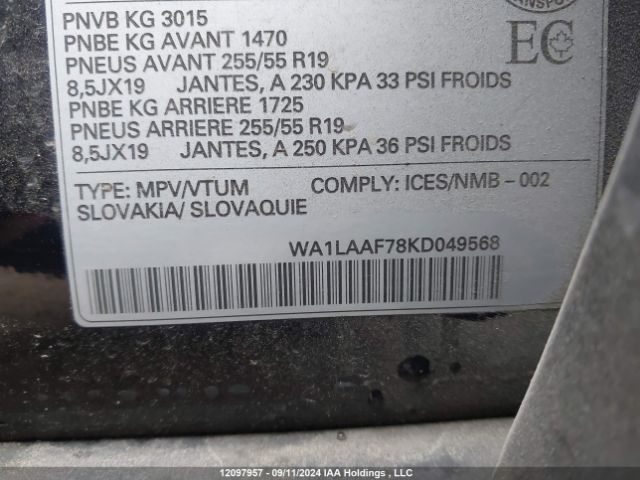 TRANSPO
PNVB KG 3015
PNBE KG AVANT 1470
PNEUS AVANT 255/55 R19
8,5JX19 JANTES, A 230 KPA 33 PSI FROIDS
PNBE KG ARRIERE 1725
PNEUS ARRIERE 255/55 R19
8,5JX19 JANTES, A 250 KPA 36 PSI FROIDS
EC
TYPE: MPV/VTUM COMPLY: ICES/NMB – 002
SLOVAKIA/ SLOVAQUIE
WA1LAAF78KD049568
12097957 - 09/11/2024 IAA Holdings , LLC